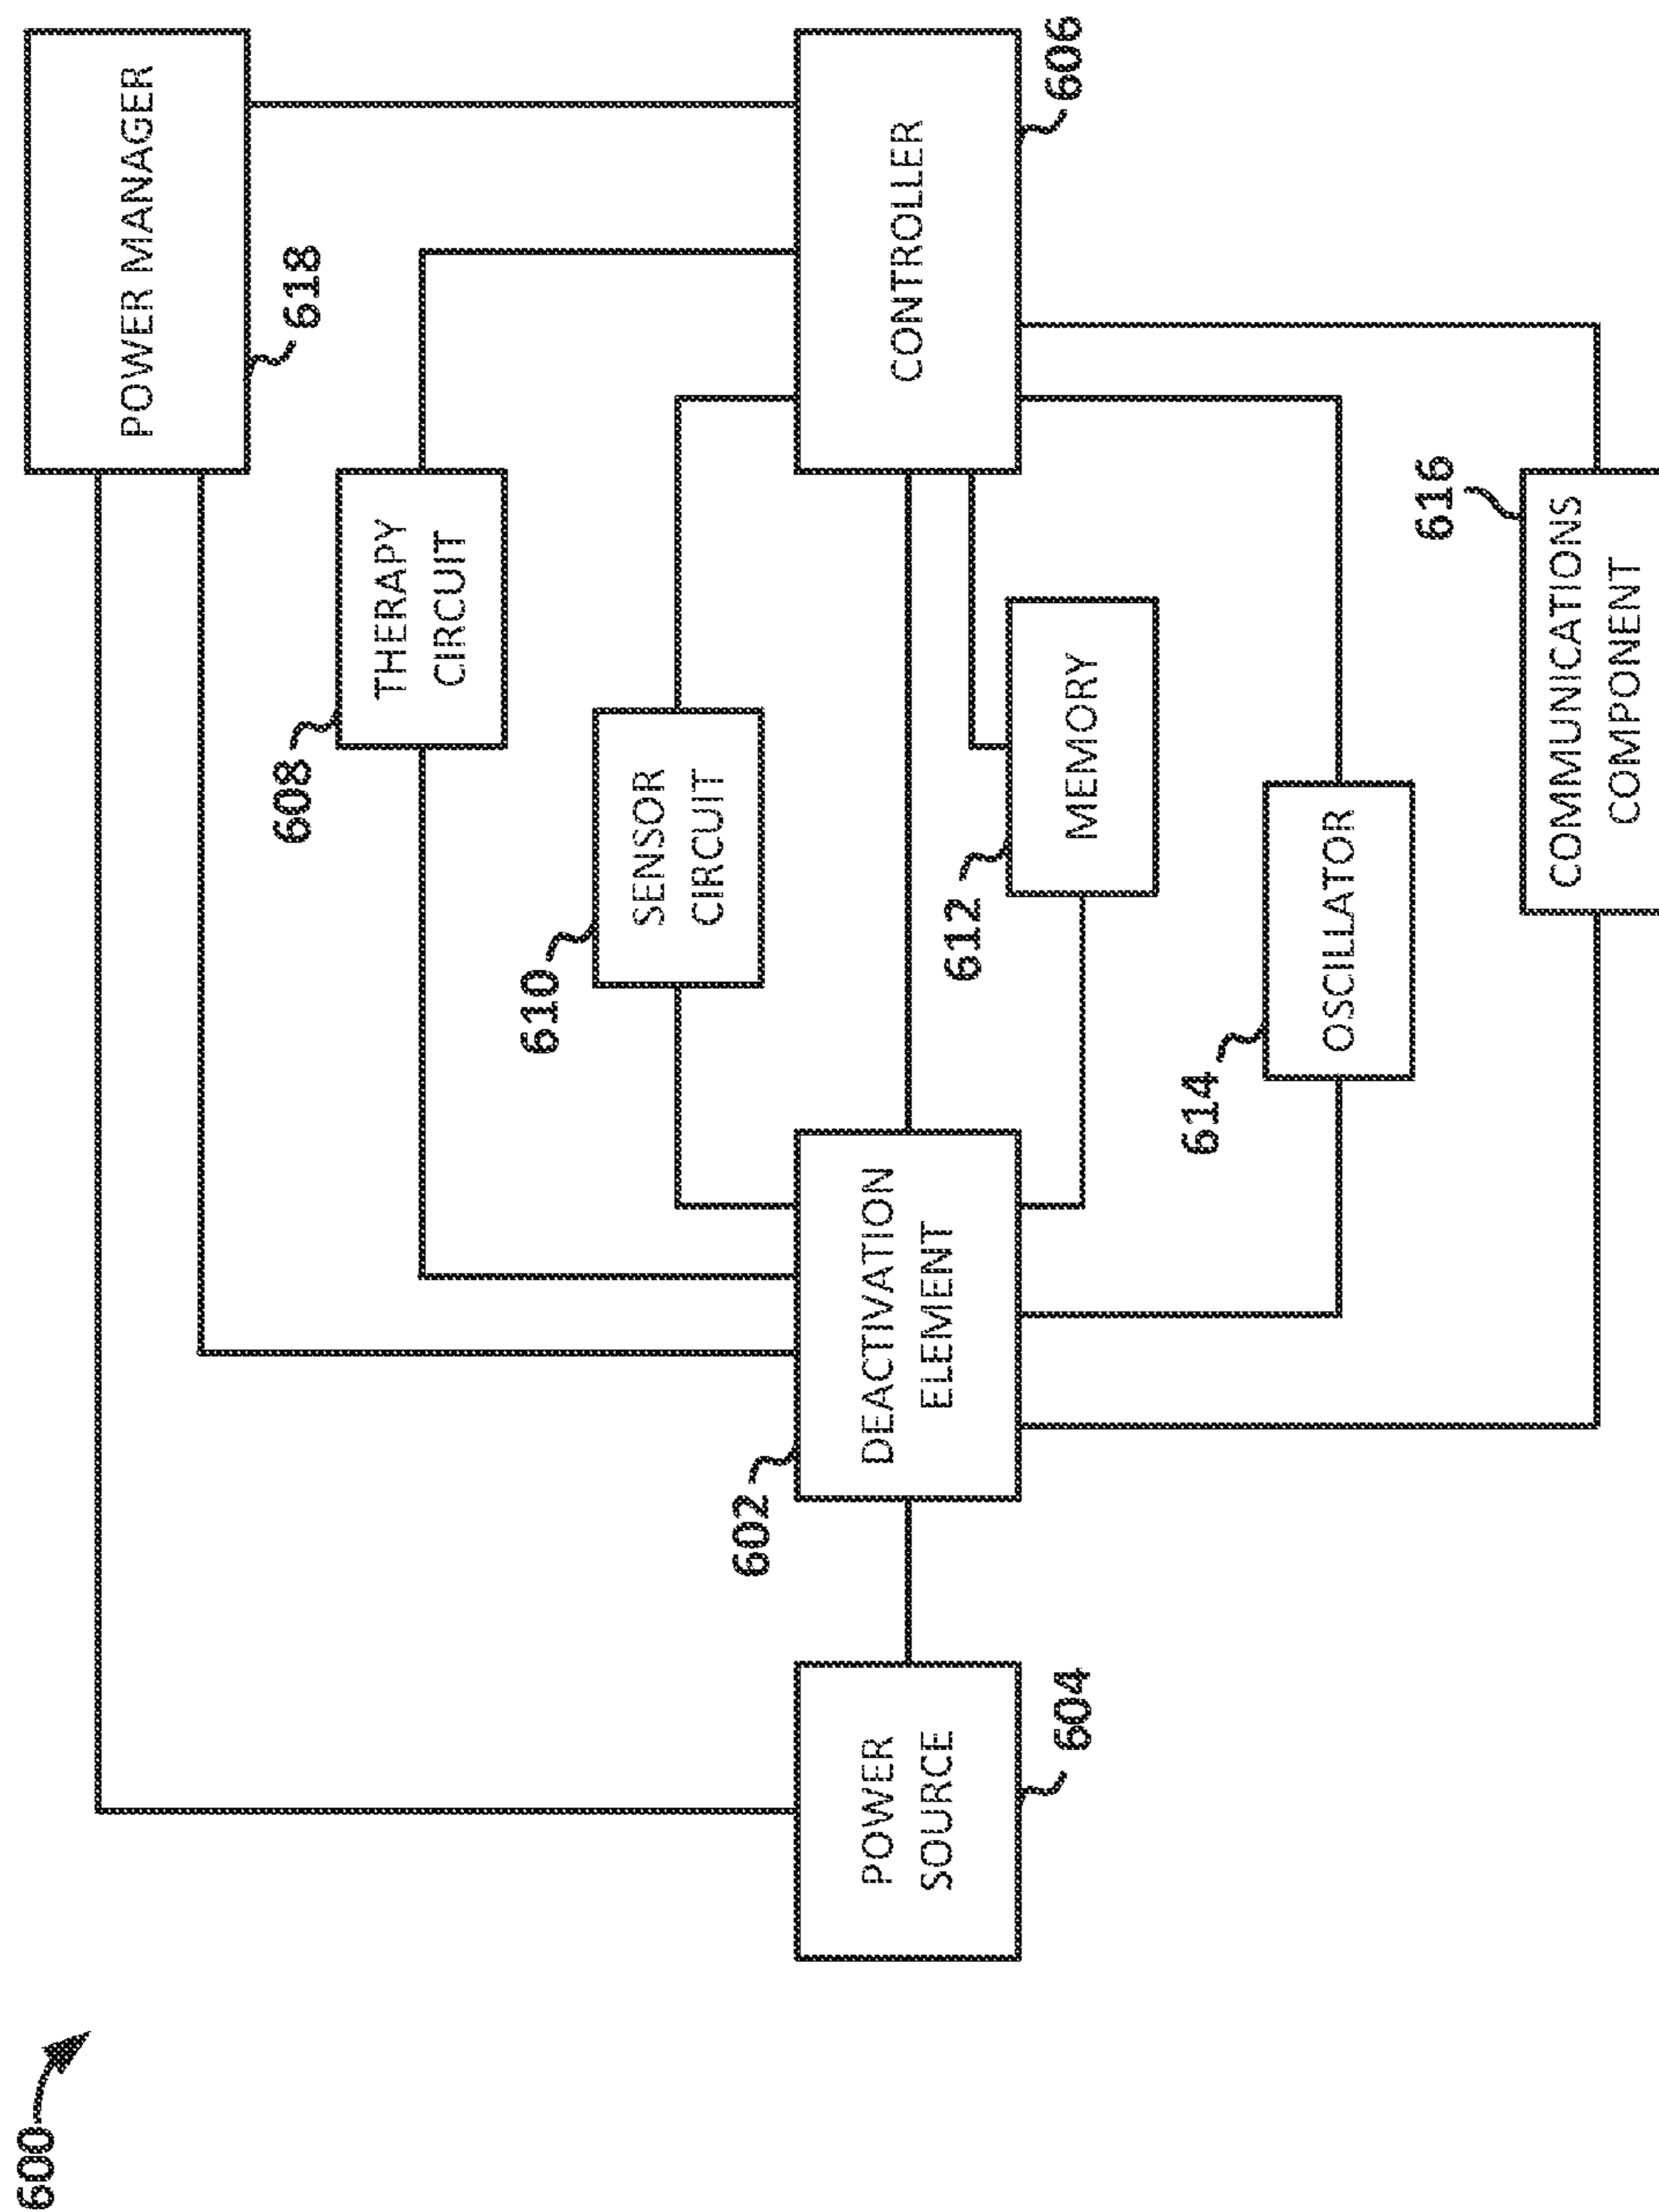 600
POWER MANAGER
618
THERAPY
CIRCUIT
608
SENSOR
CIRCUIT
610
POWER
SOURCE
604
DEACTIVATION
ELEMENT
602
CONTROLLER
606
MEMORY
612
OSCILLATOR
614
COMMUNICATIONS
COMPONENT
616